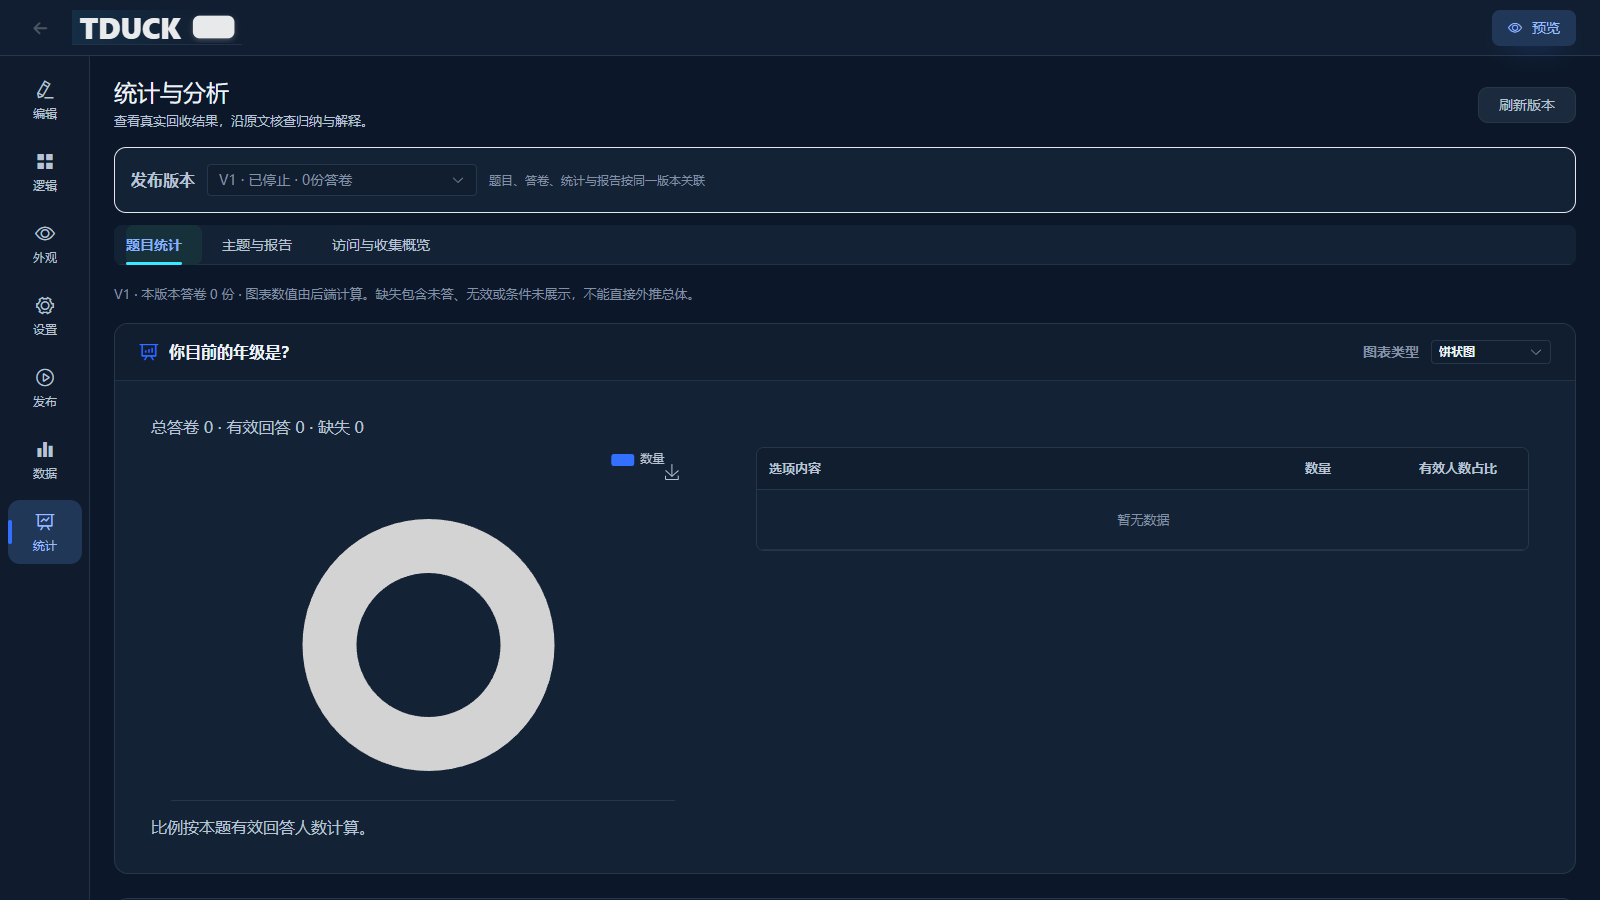 TDUCK
预览
编辑
逻辑
外观
设置
发布
数据
统计
统计与分析
查看真实回收结果，沿原文核查归纳与解释。
刷新版本
发布版本
V1 · 已停止 · 0份答卷
题目、答卷、统计与报告按同一版本关联
题目统计
主题与报告
访问与收集概览
V1 · 本版本答卷 0 份 · 图表数值由后端计算。缺失包含未答、无效或条件未展示，不能直接外推总体。
你目前的年级是?
图表类型
饼状图
总答卷 0 · 有效回答 0 · 缺失 0
数量
选项内容
数量
有效人数占比
暂无数据
比例按本题有效回答人数计算。